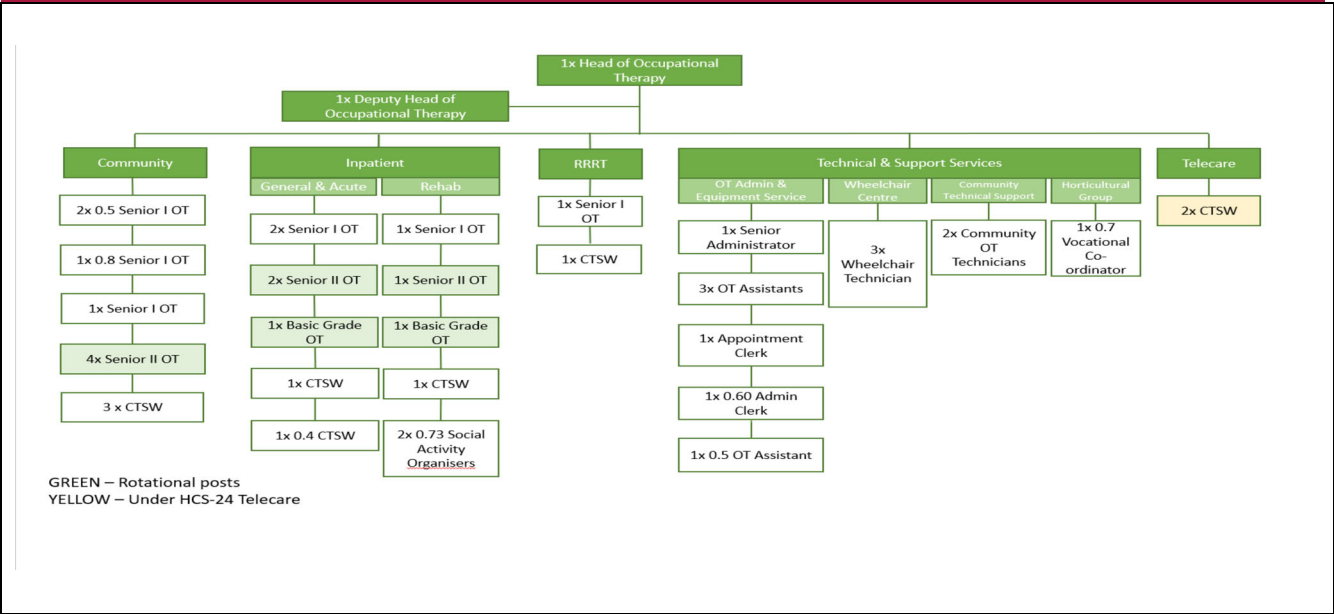 1x Head of Occupational
Therapy
1x Deputy Head of
Occupational Therapy
Community
2x 0.5 Senior I OT
1x 0.8 Senior I OT
1x Senior I OT
4x Senior II OT
3 x CTSW
Inpatient
General & Acute
2x Senior I OT
2x Senior II OT
1x Basic Grade
OT
1x CTSW
1x 0.4 CTSW
Rehab
1x Senior I OT
1x Senior II OT
1x Basic Grade
OT
1x CTSW
2x 0.73 Social
Activity
Organisers
RRRT
1x Senior I
OT
1x CTSW
Technical & Support Services
OT Admin &
Equipment Service
1x Senior
Administrator
3x OT Assistants
1x Appointment
Clerk
1x 0.60 Admin
Clerk
1x 0.5 OT Assistant
Wheelchair
Centre
3x
Wheelchair
Technician
Community
Technical Support
2x Community
OT
Technicians
Horticultural
Group
1x 0.7
Vocational
Co-
ordinator
Telecare
2x CTSW
GREEN – Rotational posts
YELLOW – Under HCS-24 Telecare